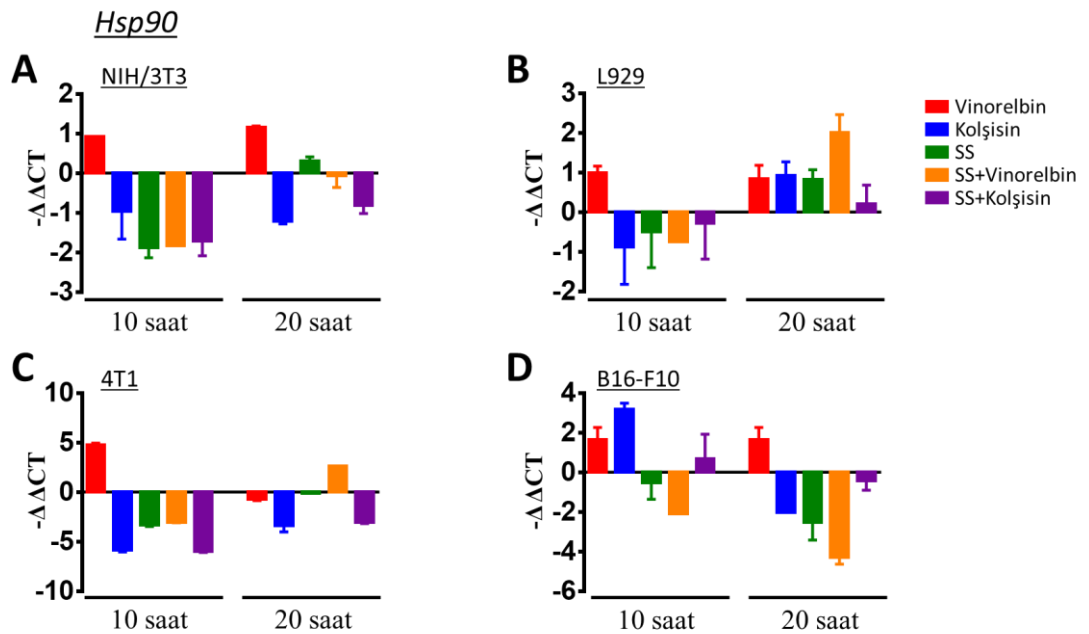 Hsp90
A
NIH/3T3
-ΔΔCT
2
1
0
-1
-2
-3
10 saat
20 saat
B
L929
-ΔΔCT
3
2
1
0
-1
-2
10 saat
20 saat
Vinorelbin
Kolşisin
SS
SS+Vinorelbin
SS+Kolşisin
C
4T1
-ΔΔCT
10
5
0
-5
-10
10 saat
20 saat
D
B16-F10
-ΔΔCT
4
2
0
-2
-4
-6
10 saat
20 saat